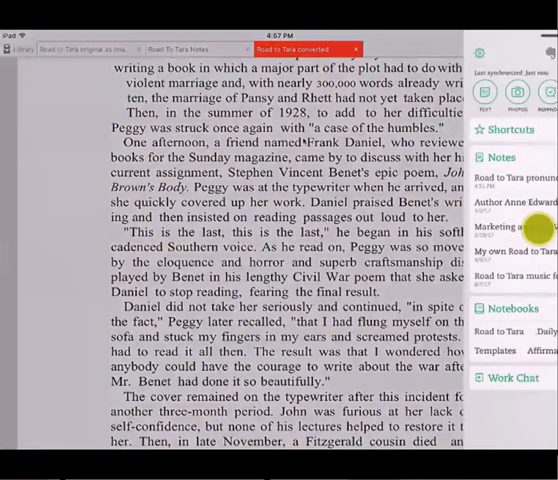 iPad
4:57 PM
Library
Road to Tara original as ima...
Road To Tara Notes
Road to Tara converted
writing a book in which a major part of the plot had to do with
violent marriage and, with nearly 300,000 words already wri
ten, the marriage of Pansy and Rhett had not yet taken plac
Then, in the summer of 1928, to add to her difficultie
Peggy was struck once again with "a case of the humbles."
One afternoon, a friend named Frank Daniel, who reviewe
books for the Sunday magazine, came by to discuss with her hi
current assignment, Stephen Vincent Benet's epic poem, Joh
Brown's Body. Peggy was at the typewriter when he arrived, an
she quickly covered up her work. Daniel praised Benet's wri
ing and then insisted on reading passages out loud to her.
"This is the last, this is the last," he began in his soft
cadenced Southern voice. As he read on, Peggy was so move
by the eloquence and horror and superb craftsmanship di
played by Benet in his lengthy Civil War poem that she aske
Daniel to stop reading, fearing the final result.
Daniel did not take her seriously and continued, "in spite o
the fact," Peggy later recalled, "that I had flung myself on th
sofa and stuck my fingers in my ears and screamed protests.
had to read it all then. The result was that I wondered how
anybody could have the courage to write about the war afte
Mr. Benet had done it so beautifully."
The cover remained on the typewriter after this incident fo
another three-month period. John was furious at her lack o
self-confidence, but none of his lectures helped to restore it t
her. Then, in late November, a Fitzgerald cousin died an
Last synchronized: Just now
TEXT
PHOTOS
REMIND
Shortcuts
Notes
Road to Tara pronun
4:51 PM
Author Anne Edward
Marketing a
Road to Tara
My own Road to Tara
Road to Tara music f
Notebooks
Road to Tara
.Daily
Templates
Affirma
Work Chat